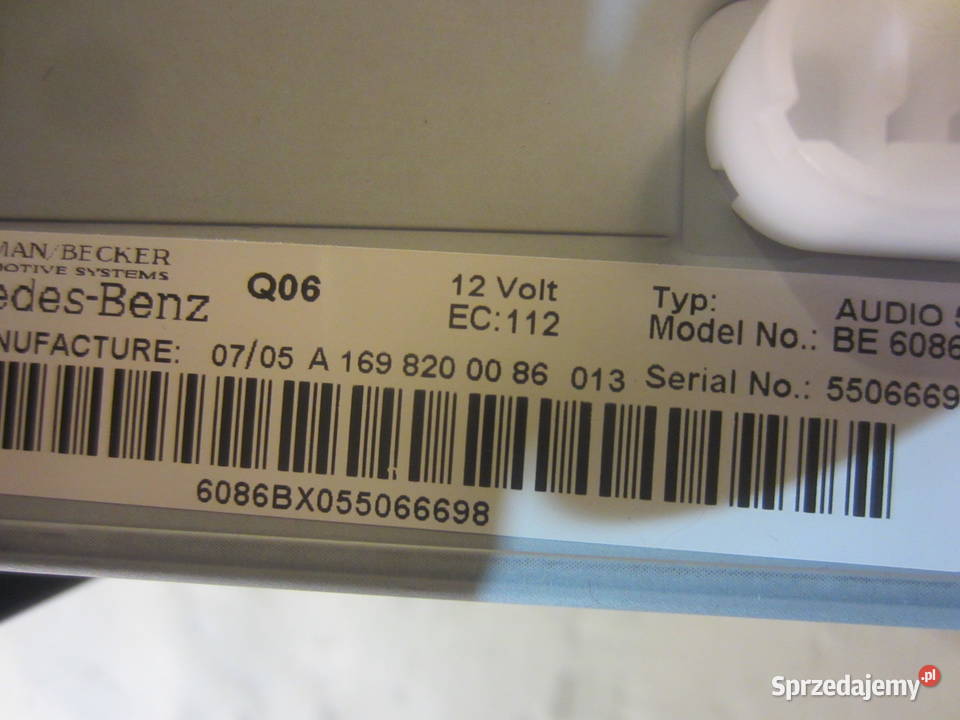 MAN/BECKER
MOTIVE SYSTEMS
edes-Benz
Q06
12 Volt
EC:112
Typ: AUDIO 5
Model No.: BE 6086
NUFACTURE: 07/05 A 169 820 00 86 013 Serial No.: 5506669
6086BX055066698
Sprzedajemy.pl